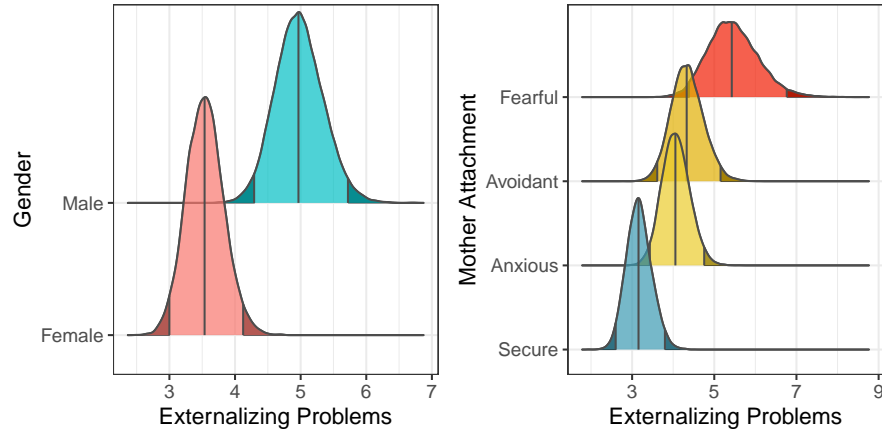 Gender
Male
Female
3 4 5 6 7
Externalizing Problems
Mother Attachment
Fearful
Avoidant
Anxious
Secure
3 5 7 9
Externalizing Problems